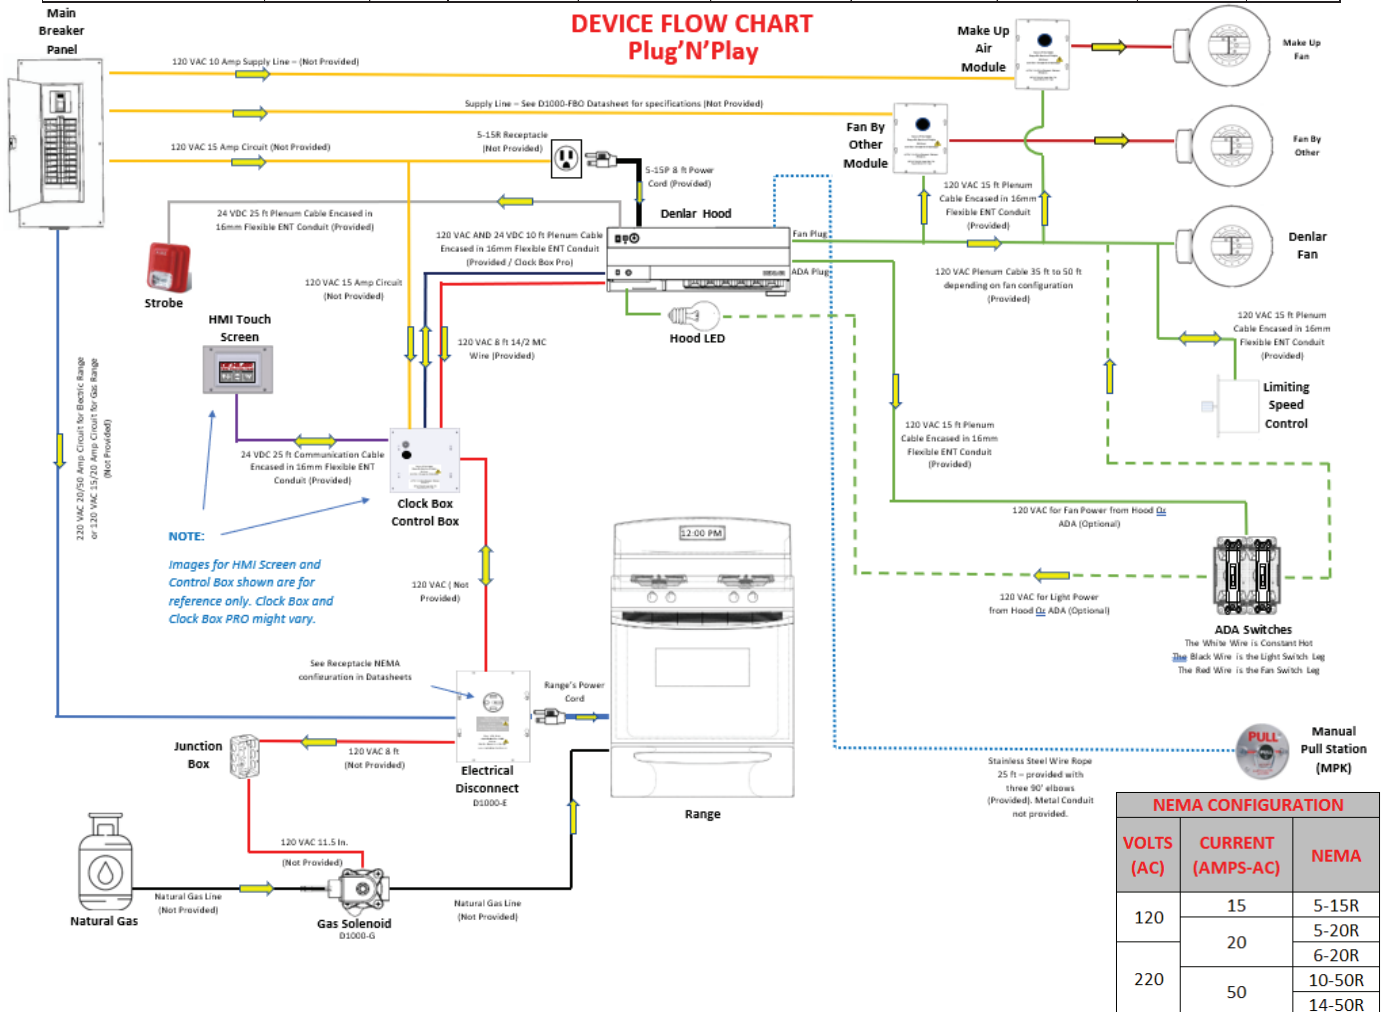 DEVICE FLOW CHART
Plug'N'Play
Main
Breaker
Panel
120 VAC 10 Amp Supply Line – (Not Provided)
Make Up
Air
Module
Make Up
Fan
Supply Line – See D1000-FBO Datasheet for specifications (Not Provided)
Fan By
Other
Module
Fan By
Other
120 VAC 15 Amp Circuit (Not Provided)
5-15R Receptacle
(Not Provided)
5-15P 8 ft Power
Cord (Provided)
120 VAC 15 ft Plenum
Cable Encased in 16mm
Flexible ENT Conduit
(Provided)
24 VDC 25 ft Plenum Cable Encased in
16mm Flexible ENT Conduit (Provided)
Denlar Hood
Fan Plug
ADA Plug
Denlar
Fan
120 VAC AND 24 VDC 10 ft Plenum Cable
Encased in 16mm Flexible ENT Conduit
(Provided / Clock Box Pro)
Strobe
120 VAC 15 Amp Circuit
(Not Provided)
120 VAC Plenum Cable 35 ft to 50 ft
depending on fan configuration
(Provided)
HMI Touch
Screen
Hood LED
120 VAC 8 ft 14/2 MC
Wire (Provided)
120 VAC 15 ft Plenum
Cable Encased in 16mm
Flexible ENT Conduit
(Provided)
220 VAC 20/50 Amp Circuit for Electric Range
or 120 VAC 15/20 Amp Circuit for Gas Range
(Not Provided)
Limiting
Speed
Control
24 VDC 25 ft Communication Cable
Encased in 16mm Flexible ENT
Conduit (Provided)
120 VAC 15 ft Plenum
Cable Encased in 16mm
Flexible ENT Conduit
(Provided)
Clock Box
Control Box
120 VAC for Fan Power from Hood Or
ADA (Optional)
NOTE:
Images for HMI Screen and
Control Box shown are for
reference only. Clock Box and
Clock Box PRO might vary.
12:00 PM
120 VAC ( Not
Provided)
120 VAC for Light Power
from Hood Or ADA (Optional)
ADA Switches
The White Wire is Constant Hot
The Black Wire is the Light Switch Leg
The Red Wire is the Fan Switch Leg
See Receptacle NEMA
configuration in Datasheets
Range's Power
Cord
Junction
Box
120 VAC 8 ft
(Not Provided)
Electrical
Disconnect
D1000-E
Range
PULL
Manual
Pull Station
(MPK)
Stainless Steel Wire Rope
25 ft – provided with
three 90' elbows
(Provided). Metal Conduit
not provided.
120 VAC 11.5 In.
(Not Provided)
Natural Gas
Natural Gas Line
(Not Provided)
Gas Solenoid
D1000-G
Natural Gas Line
(Not Provided)
NEMA CONFIGURATION
VOLTS
(AC)
CURRENT
(AMPS-AC)
NEMA
120
15
5-15R
20
5-20R
220
6-20R
50
10-50R
14-50R